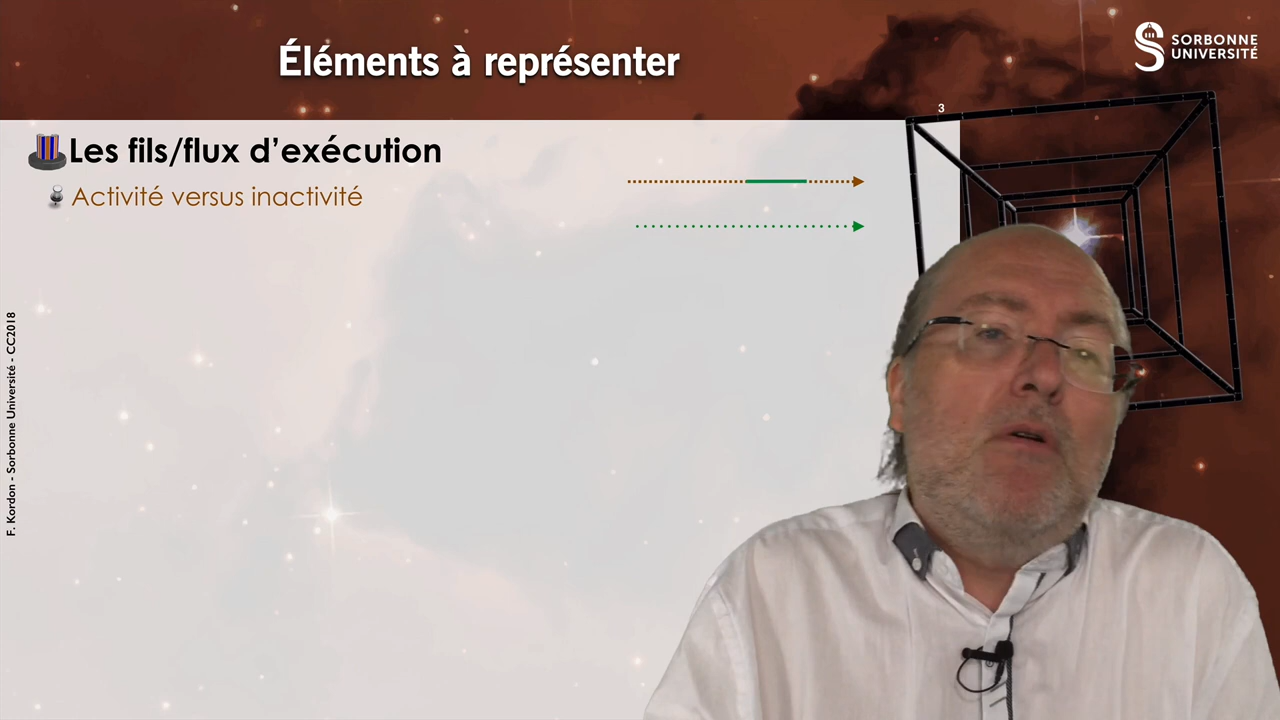 Éléments à représenter
SORBONNE
UNIVERSITÉ
3
Les fils/flux d’exécution
Activité versus inactivité
F. Kordon - Sorbonne Université - CC2018